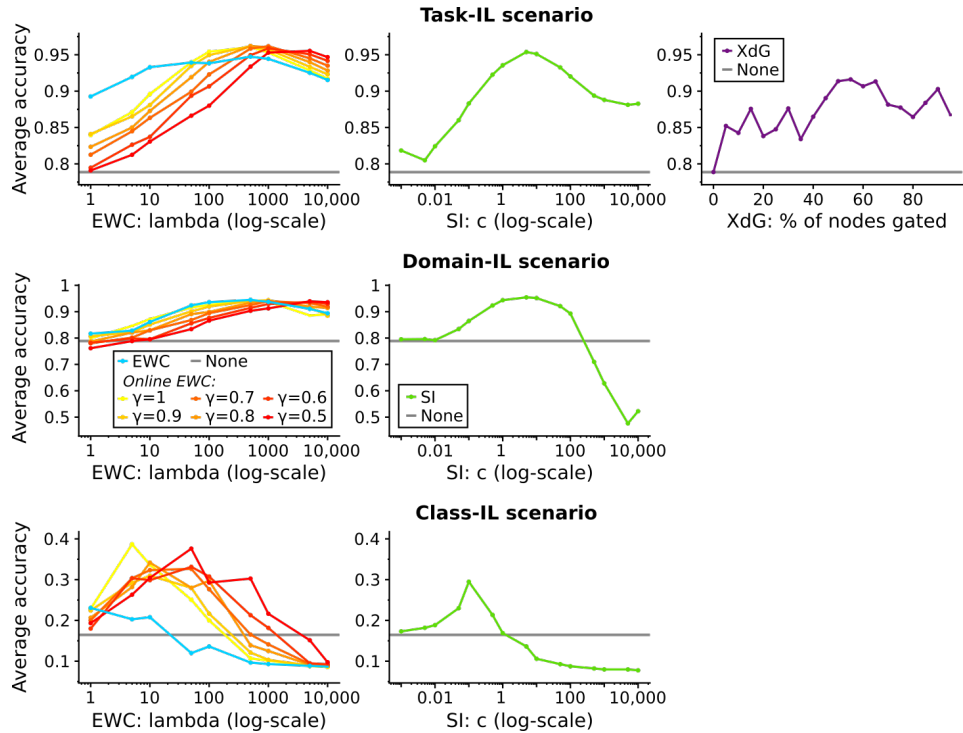 Task-IL scenario
Average accuracy
0.95
0.9
0.85
0.8
1 10 100 1000 10,000
EWC: lambda (log-scale)
0.95
0.9
0.85
0.8
0.01 1 100 10,000
SI: c (log-scale)
XdG
None
0.95
0.9
0.85
0.8
0 20 40 60 80
XdG: % of nodes gated
Domain-IL scenario
Average accuracy
1
0.9
0.8
0.7
0.6
0.5
EWC None
Online EWC:
γ=1 γ=0.7 γ=0.6
γ=0.9 γ=0.8 γ=0.5
1 10 100 1000 10,000
EWC: lambda (log-scale)
1
0.9
0.8
0.7
0.6
0.5
SI
None
0.01 1 100 10,000
SI: c (log-scale)
Class-IL scenario
Average accuracy
0.4
0.3
0.2
0.1
1 10 100 1000 10,000
EWC: lambda (log-scale)
0.4
0.3
0.2
0.1
0.01 1 100 10,000
SI: c (log-scale)